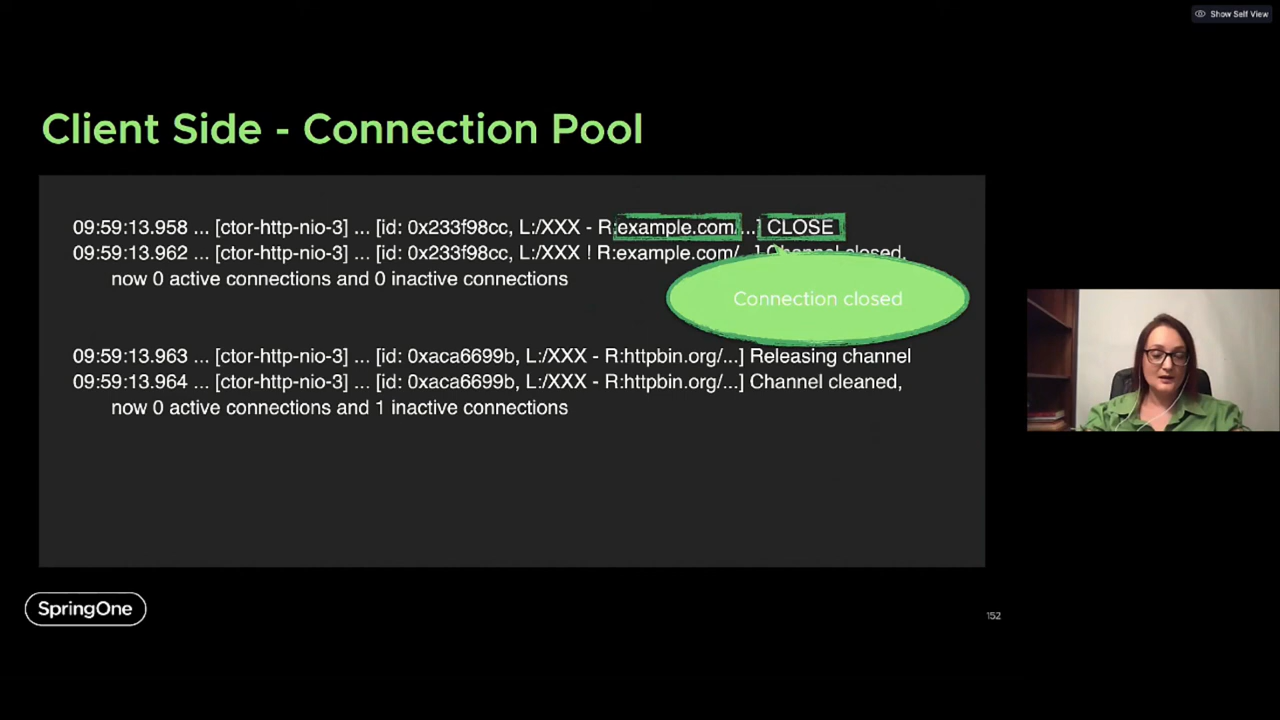 Show Self View
Client Side - Connection Pool
09:59:13.958 ... [ctor-http-nio-3] ... [id: 0x233f98cc, L:/XXX - R:example.com/...] CLOSE
09:59:13.962 ... [ctor-http-nio-3] ... [id: 0x233f98cc, L:/XXX ! R:example.com/...] Channel closed,
now 0 active connections and 0 inactive connections
Connection closed
09:59:13.963 ... [ctor-http-nio-3] ... [id: 0xaca6699b, L:/XXX - R:httpbin.org/...] Releasing channel
09:59:13.964 ... [ctor-http-nio-3] ... [id: 0xaca6699b, L:/XXX - R:httpbin.org/...] Channel cleaned,
now 0 active connections and 1 inactive connections
SpringOne
152